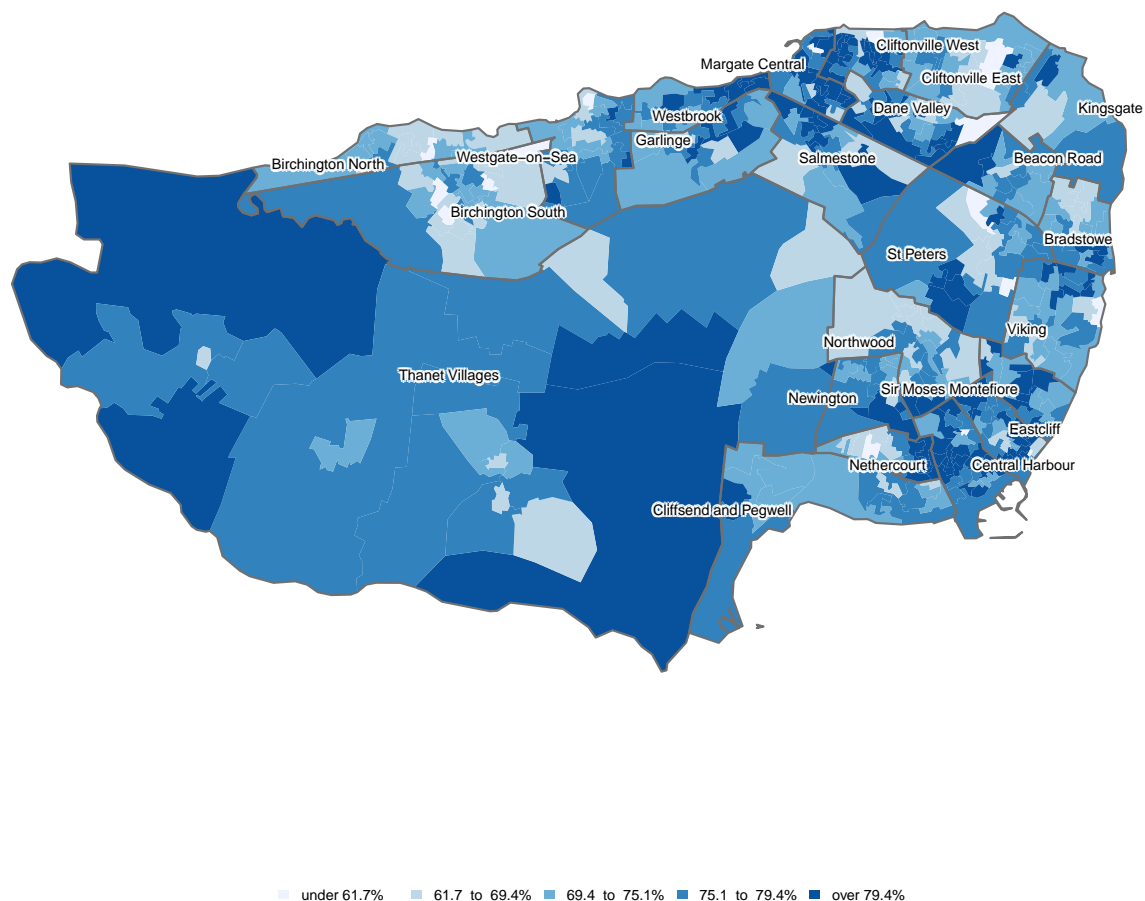 Cliftonville West
Margate Central
Cliftonville East
Dane Valley
Kingsgate
Westbrook
Garlinge
Birchington North
Westgate−on−Sea
Salmestone
Beacon Road
Birchington South
Bradstowe
St Peters
Viking
Northwood
Thanet Villages
Sir Moses Montefiore
Newington
Eastcliff
Nethercourt
Central Harbour
Cliffsend and Pegwell
under 61.7% 61.7 to 69.4% 69.4 to 75.1% 75.1 to 79.4% over 79.4%